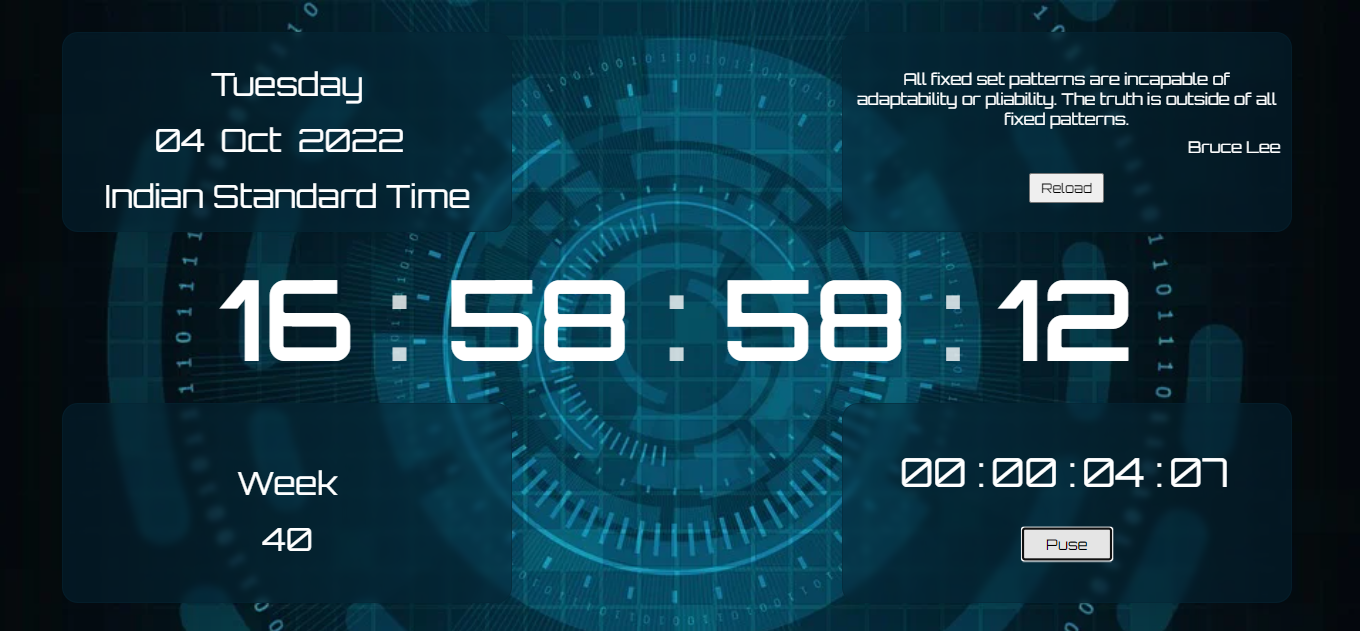 Tuesday
04 Oct 2022
Indian Standard Time
All fixed set patterns are incapable of
adaptability or pliability. The truth is outside of all
fixed patterns.
Bruce Lee
Reload
16 : 58 : 58 : 12
Week
40
00 : 00 : 04 : 07
Puse